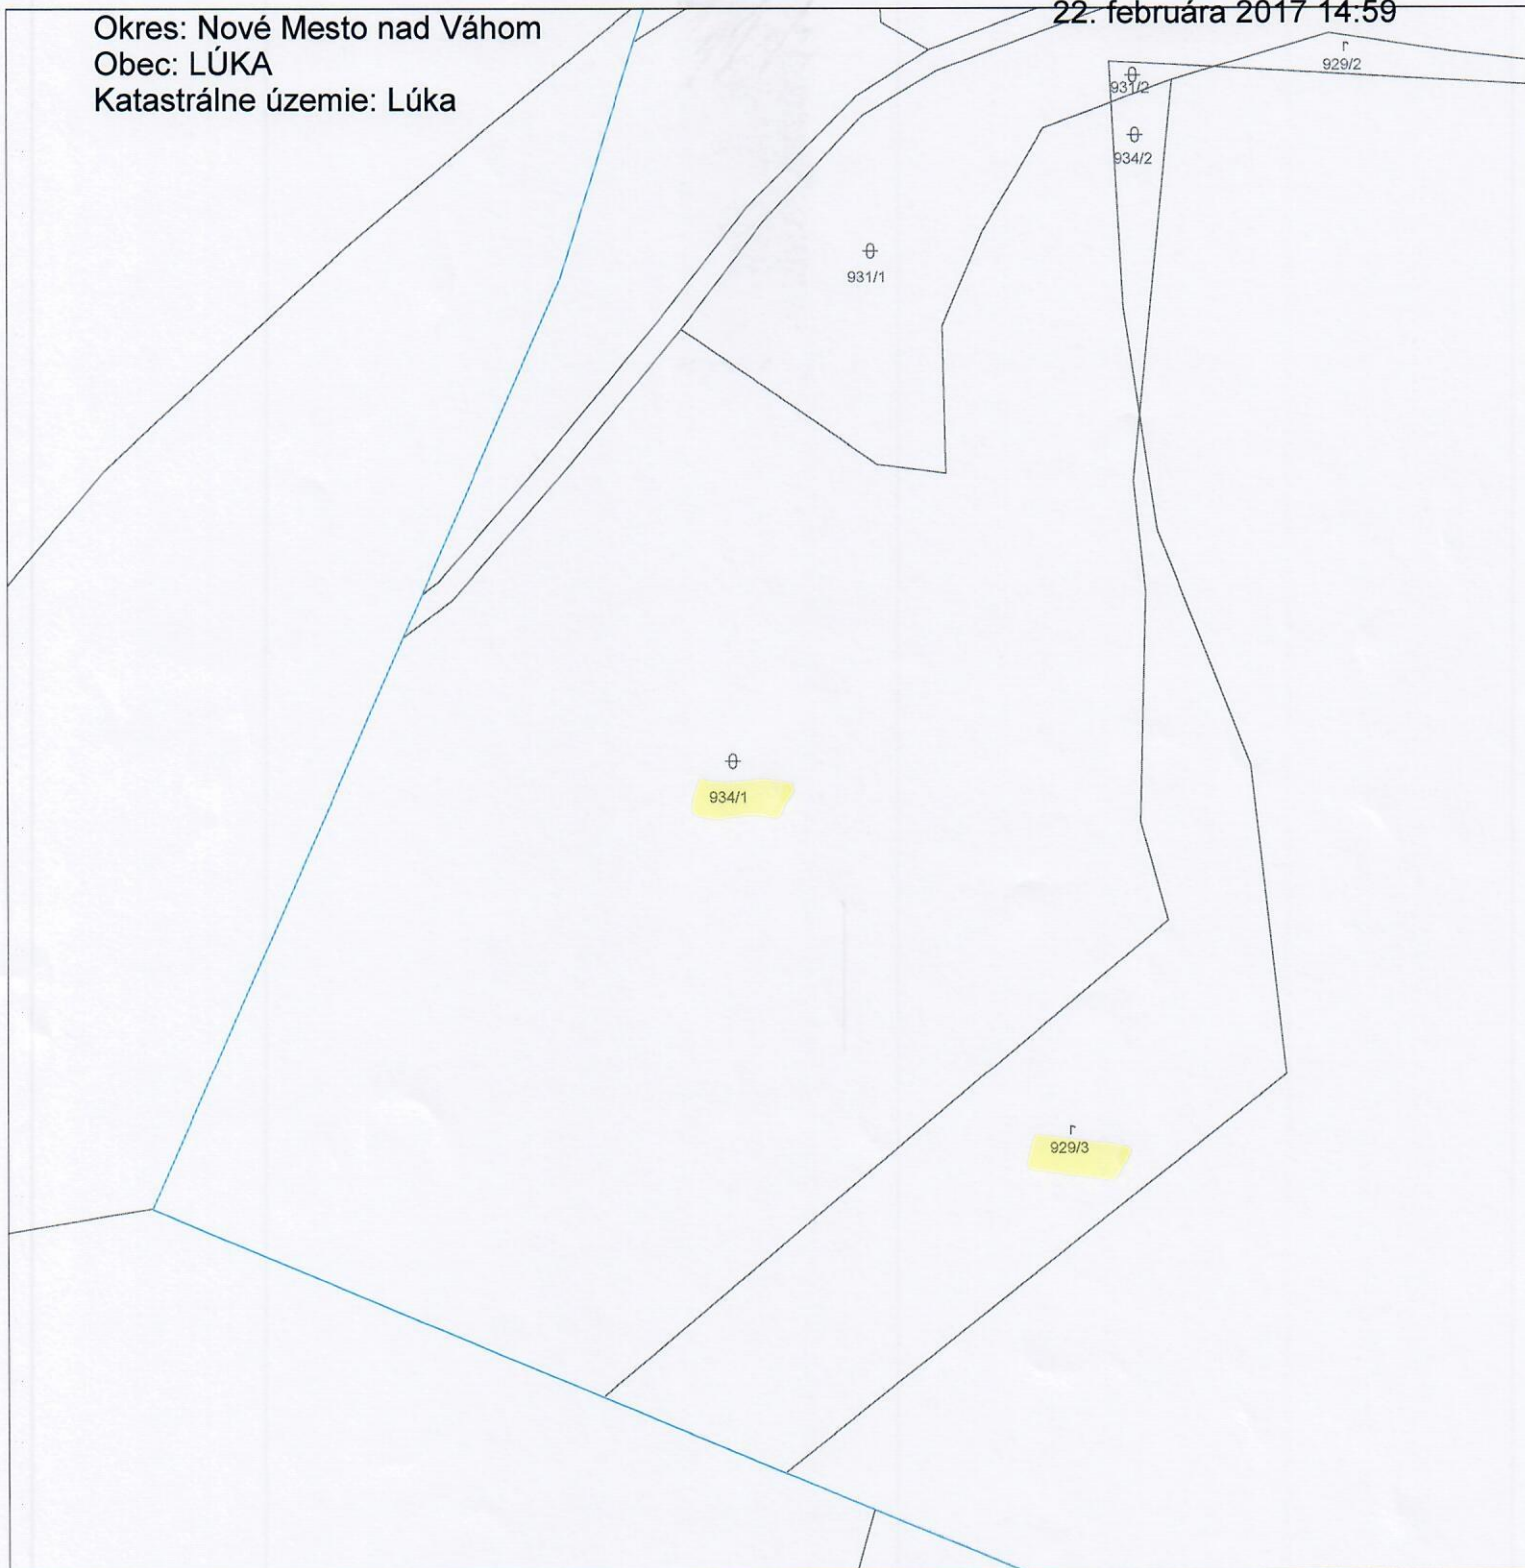 Okres: Nové Mesto nad Váhom
Obec: LÚKA
Katastrálne územie: Lúka
22. februára 2017 14:59
929/2
931/2
934/2
931/1
934/1
929/3